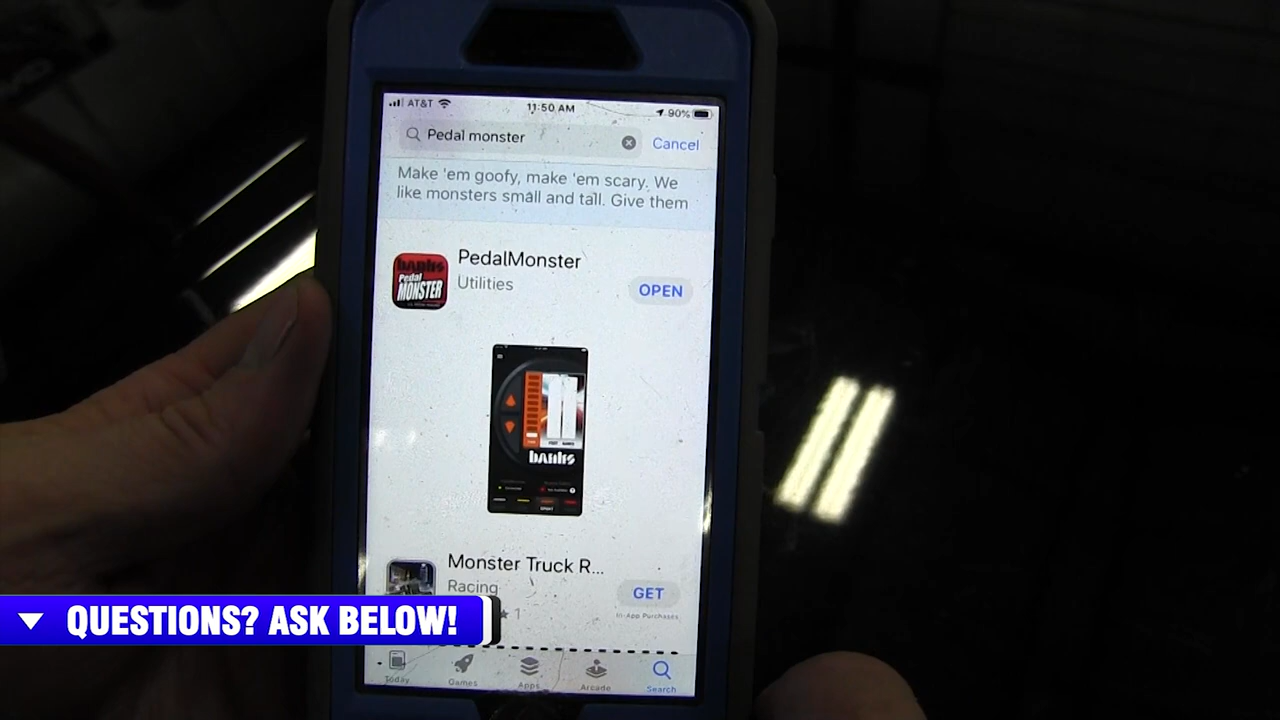 AT&T
11:50 AM
90%
Pedal monster
Cancel
Make 'em goofy, make 'em scary. We
like monsters small and tall. Give them
PedalMonster
Utilities
OPEN
banks
Pedal
MONSTER
banks
SPORT
Monster Truck R...
Racing
GET
1
In-App Purchases
QUESTIONS? ASK BELOW!
Today
Games
Apps
Arcade
Search